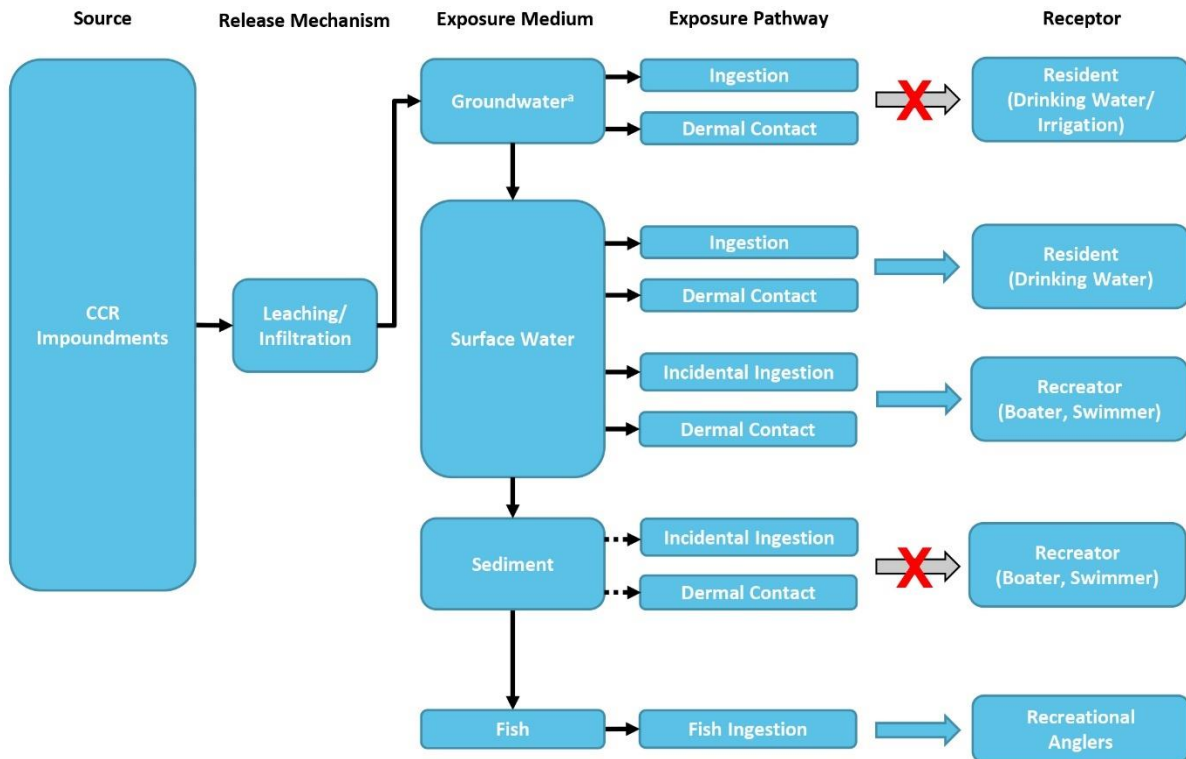 Source
Release Mechanism
Exposure Medium
Exposure Pathway
Receptor
CCR
Impoundments
Leaching/
Infiltration
Groundwaterᵃ
Ingestion
Dermal Contact
X
Resident
(Drinking Water/
Irrigation)
Surface Water
Ingestion
Dermal Contact
Resident
(Drinking Water)
Incidental Ingestion
Dermal Contact
Recreator
(Boater, Swimmer)
Sediment
Incidental Ingestion
Dermal Contact
X
Recreator
(Boater, Swimmer)
Fish
Fish Ingestion
Recreational
Anglers